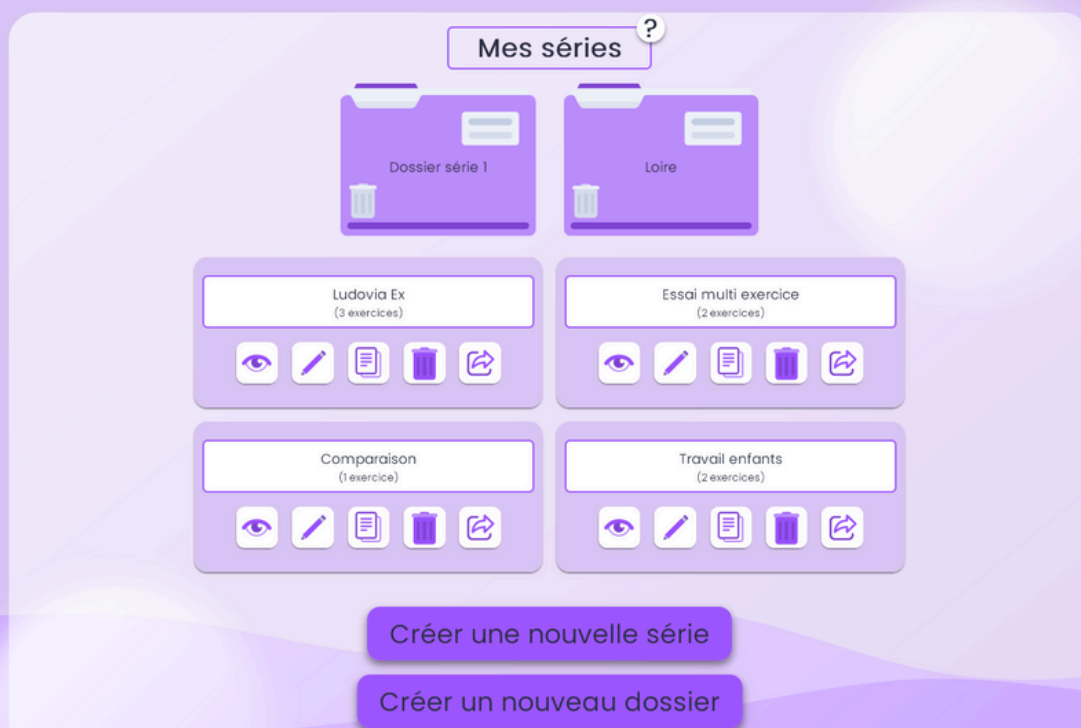 Mes séries
?
Dossier série 1
Loire
Ludovia Ex
(3 exercices)
Essai multi exercice
(2 exercices)
Comparaison
(1 exercice)
Travail enfants
(2 exercices)
Créer une nouvelle série
Créer un nouveau dossier